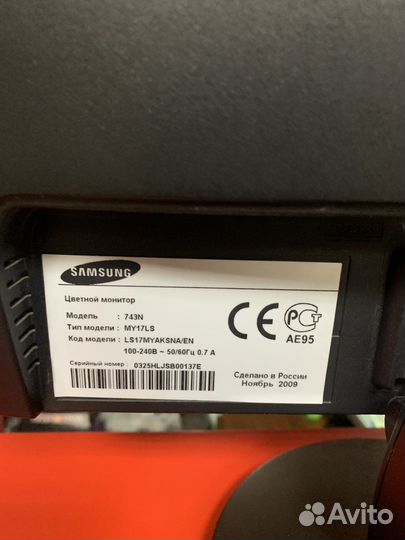 SAMSUNG
Цветной монитор
Модель : 743N
Тип модели : MY17LS
Код модели : LS17MYAKSNA/EN
100-240В ~ 50/60Гц 0.7 A
Серийный номер : 0325HLJSB00137E
CE РСТ
AE95
Сделано в России
Ноябрь 2009
Avito